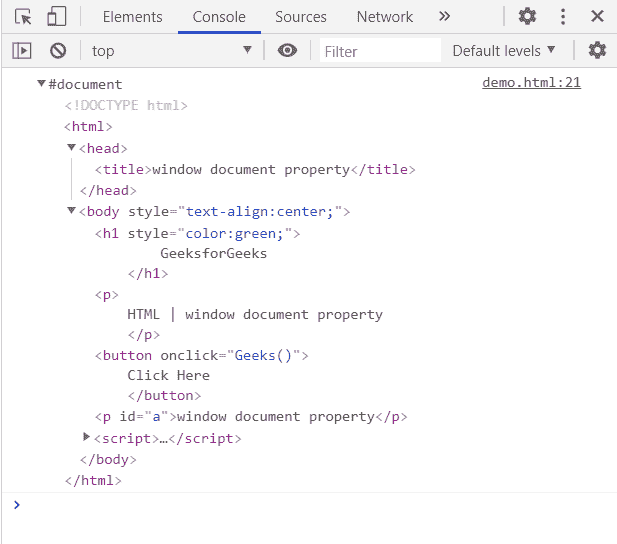 Elements Console Sources Network »
top Filter Default levels
#document demo.html:21
<!DOCTYPE html>
<html>
<head>
<title>window document property</title>
</head>
<body style="text-align:center;">
<h1 style="color:green;">
GeeksforGeeks
</h1>
<p>
HTML | window document property
</p>
<button onclick="Geeks()">
Click Here
</button>
<p id="a">window document property</p>
<script>…</script>
</body>
</html>
>